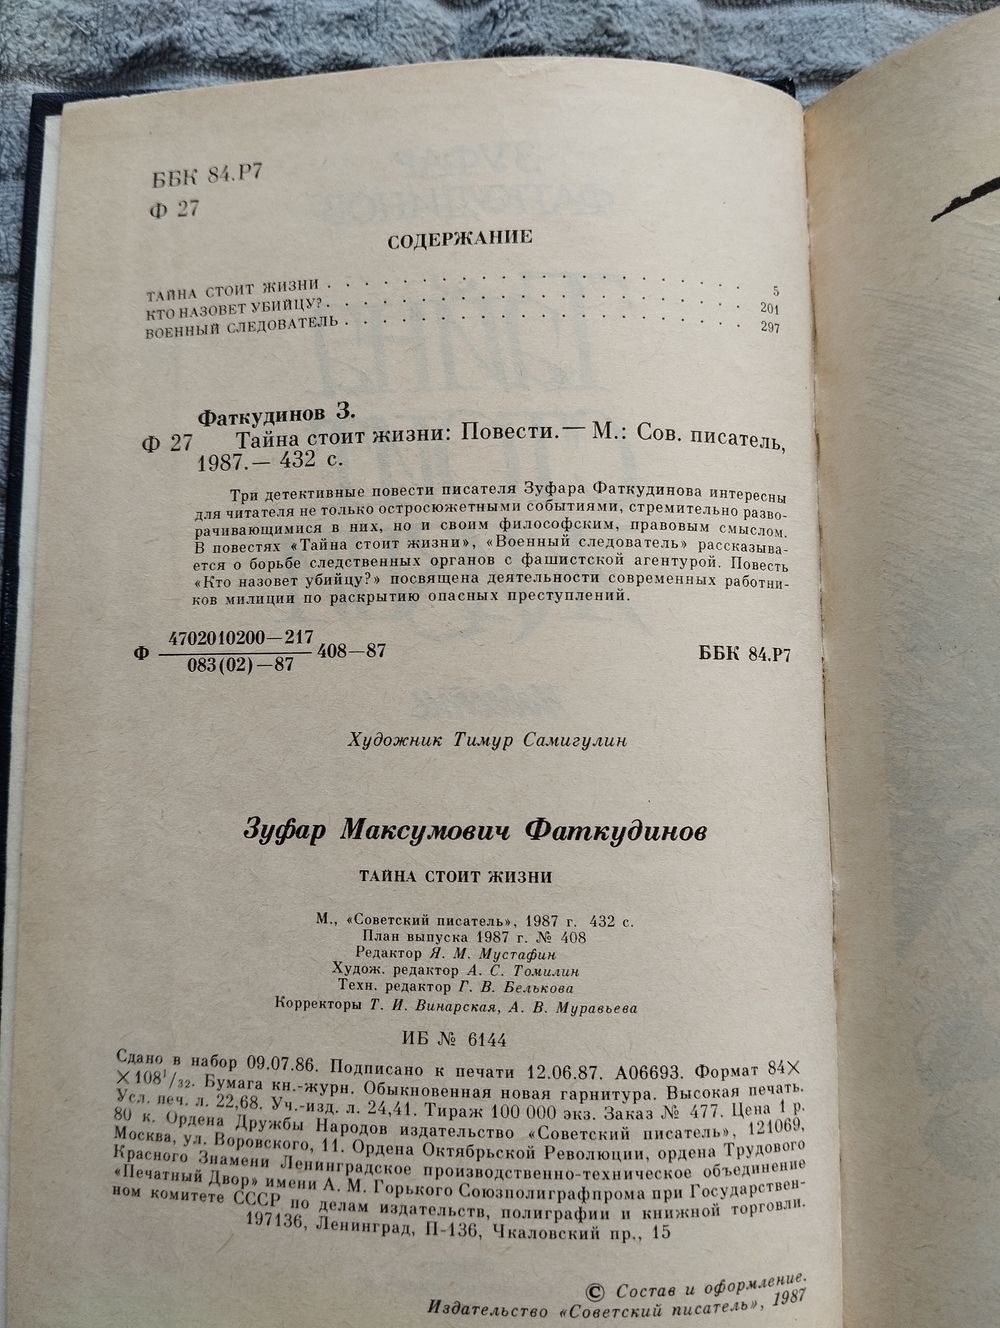 ББК 84.Р7
Ф 27
СОДЕРЖАНИЕ
ТАЙНА СТОИТ ЖИЗНИ . . . . . . . . . . . . . . . . . . . . 5
КТО НАЗОВЕТ УБИЙЦУ? . . . . . . . . . . . . . . . . . . . . 201
ВОЕННЫЙ СЛЕДОВАТЕЛЬ . . . . . . . . . . . . . . . . . . . . 297
Фаткудинов З.
Ф 27 Тайна стоит жизни: Повести.— М.: Сов. писатель,
1987.— 432 с.
Три детективные повести писателя Зуфара Фаткудинова интересны
для читателя не только остросюжетными событиями, стремительно разво-
рачивающимися в них, но и своим философским, правовым смыслом.
В повестях «Тайна стоит жизни», «Военный следователь» рассказыва-
ется о борьбе следственных органов с фашистской агентурой. Повесть
«Кто назовет убийцу?» посвящена деятельности современных работни-
ков милиции по раскрытию опасных преступлений.
Ф 4702010200—217
083(02)—87 408—87 ББК 84.Р7
Художник Тимур Самигулин
Зуфар Максумович Фаткудинов
ТАЙНА СТОИТ ЖИЗНИ
М., «Советский писатель», 1987 г. 432 с.
План выпуска 1987 г. № 408
Редактор Я. М. Мустафин
Худож. редактор А. С. Томилин
Техн. редактор Г. В. Белькова
Корректоры Т. И. Винарская, А. В. Муравьева
ИБ № 6144
Сдано в набор 09.07.86. Подписано к печати 12.06.87. А06693. Формат 84×
×108¹/₃₂. Бумага кн.-журн. Обыкновенная новая гарнитура. Высокая печать.
Усл. печ. л. 22,68. Уч.-изд. л. 24,41. Тираж 100 000 экз. Заказ № 477. Цена 1 р.
80 к. Ордена Дружбы Народов издательство «Советский писатель», 121069,
Москва, ул. Воровского, 11. Ордена Октябрьской Революции, ордена Трудового
Красного Знамени Ленинградское производственно-техническое объединение
«Печатный Двор» имени А. М. Горького Союзполиграфпрома при Государствен-
ном комитете СССР по делам издательств, полиграфии и книжной торговли.
197136, Ленинград, П-136, Чкаловский пр., 15
© Состав и оформление.
Издательство «Советский писатель», 1987